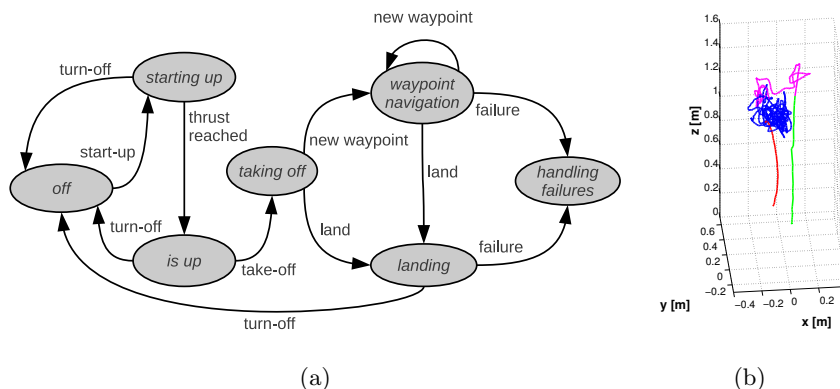 new waypoint
turn-off
starting up
waypoint
navigation
failure
thrust
reached
new waypoint
start-up
off
taking off
land
handling
failures
turn-off
land
is up
take-off
landing
failure
turn-off
(a)
1.6
1.4
1.2
1
0.8
0.6
0.4
0.2
0
z [m]
0.6
0.4
0.2
0
−0.2
y [m]
−0.4
−0.2
0
0.2
0.4
x [m]
(b)